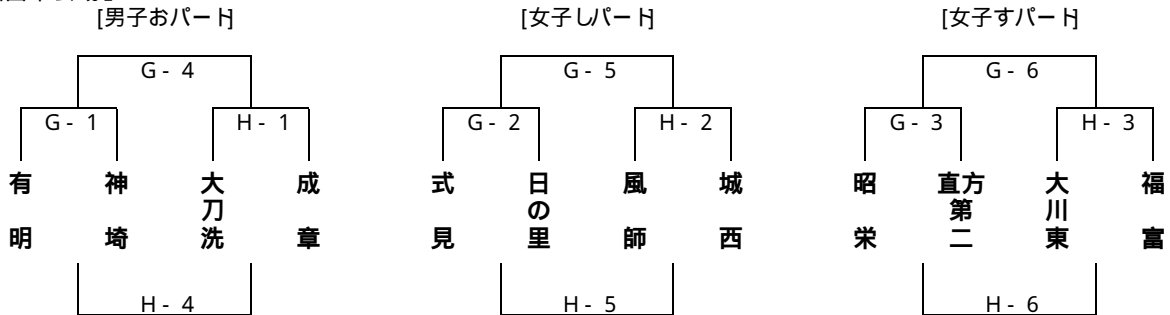 [男子おパート]
[女子しパート]
[女子すパート]
G - 4
G - 5
G - 6
G - 1
H - 1
G - 2
H - 2
G - 3
H - 3
有明
神埼
大刀洗
成章
式見
日の里
風師
城西
昭栄
直方第二
大川東
福富
H - 4
H - 5
H - 6